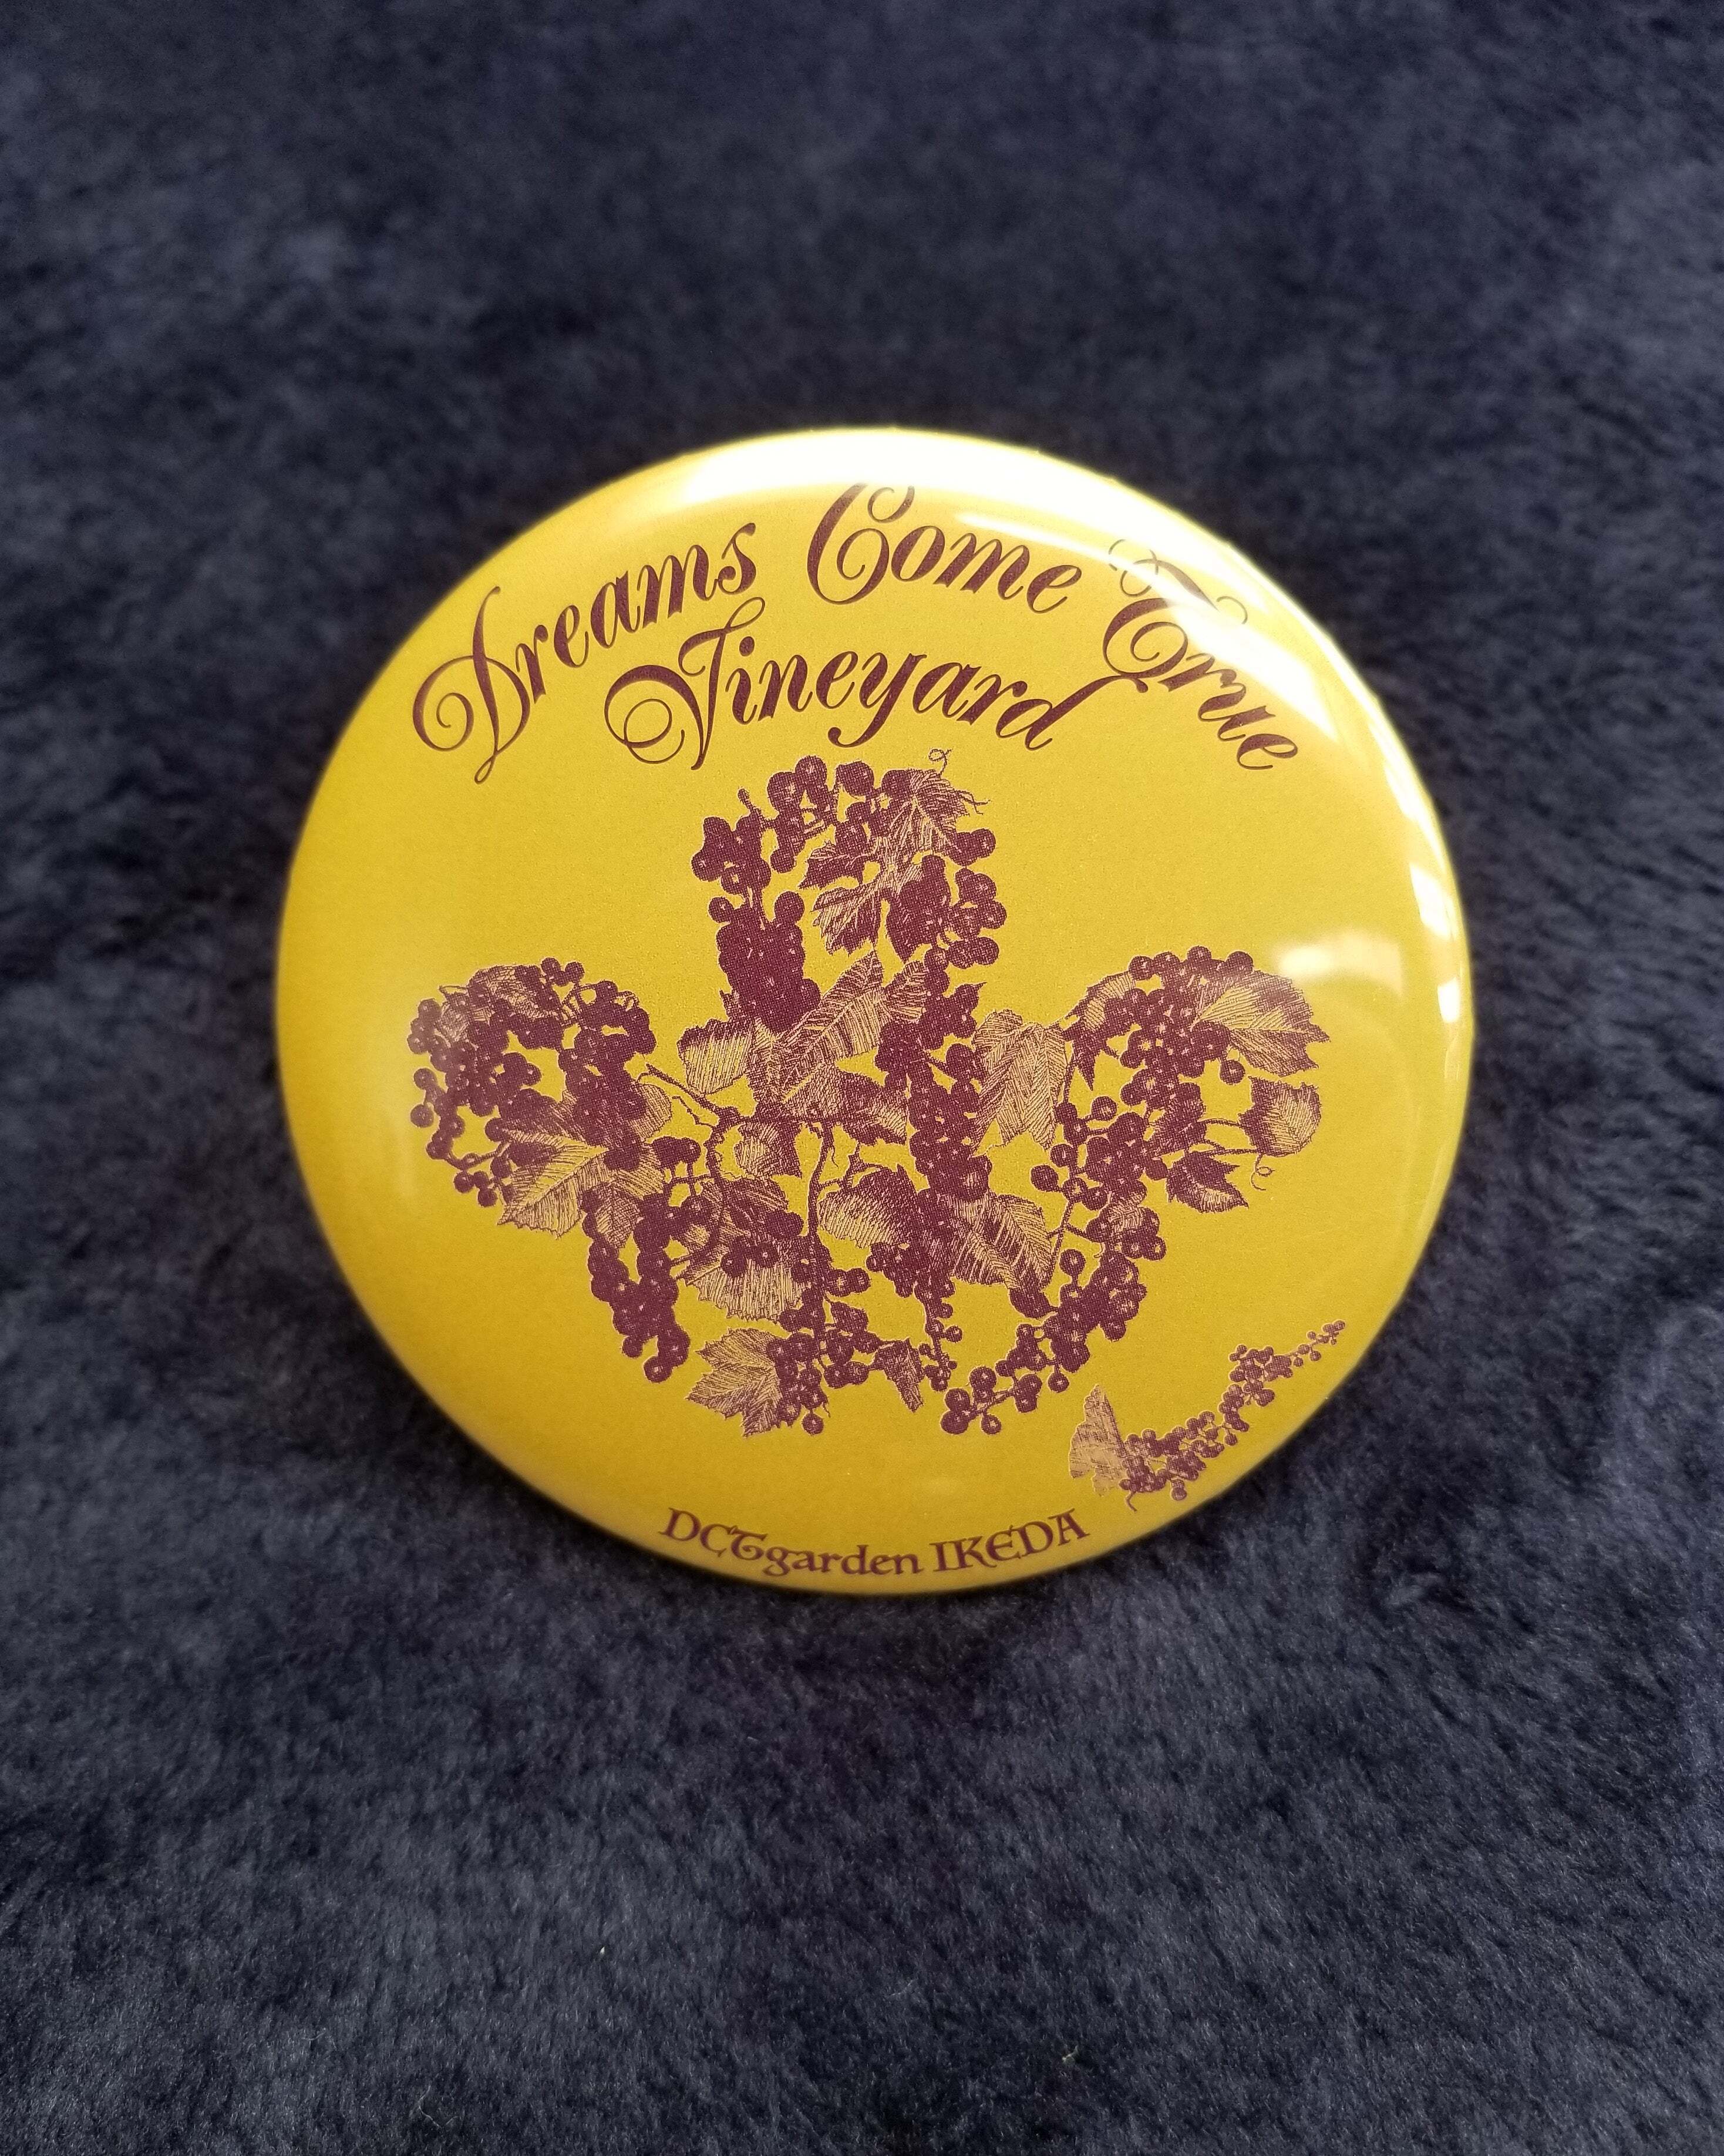 Dreams Come True
Vineyard
DCTgarden IKEDA